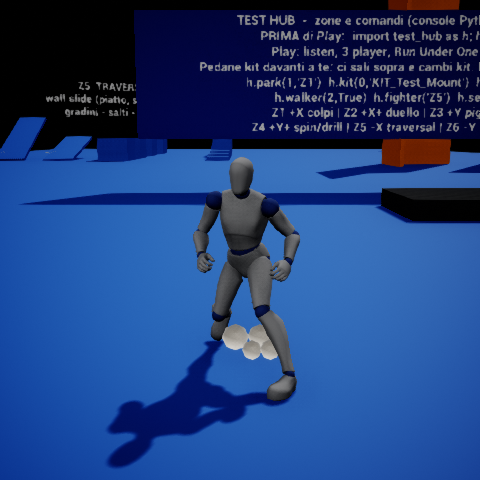 TEST HUB - zone e comandi (console Pyt
PRIMA di Play: import test_hub as h; h
Play: listen, 3 player, Run Under One
Pedane kit davanti a te: ci sali sopra e cambi kit.
h.park(1,'Z1') h.kit(0,'KIT_Test_Mount')
h.walker(2,True) h.fighter('Z5') h.se
Z1 +X colpi | Z2 +X+ duello | Z3 +Y pig
Z4 +Y+ spin/drill | Z5 -X traversal | Z6 -Y
Z5 TRAVERS
wall slide (piatto, s
gradini - salti -